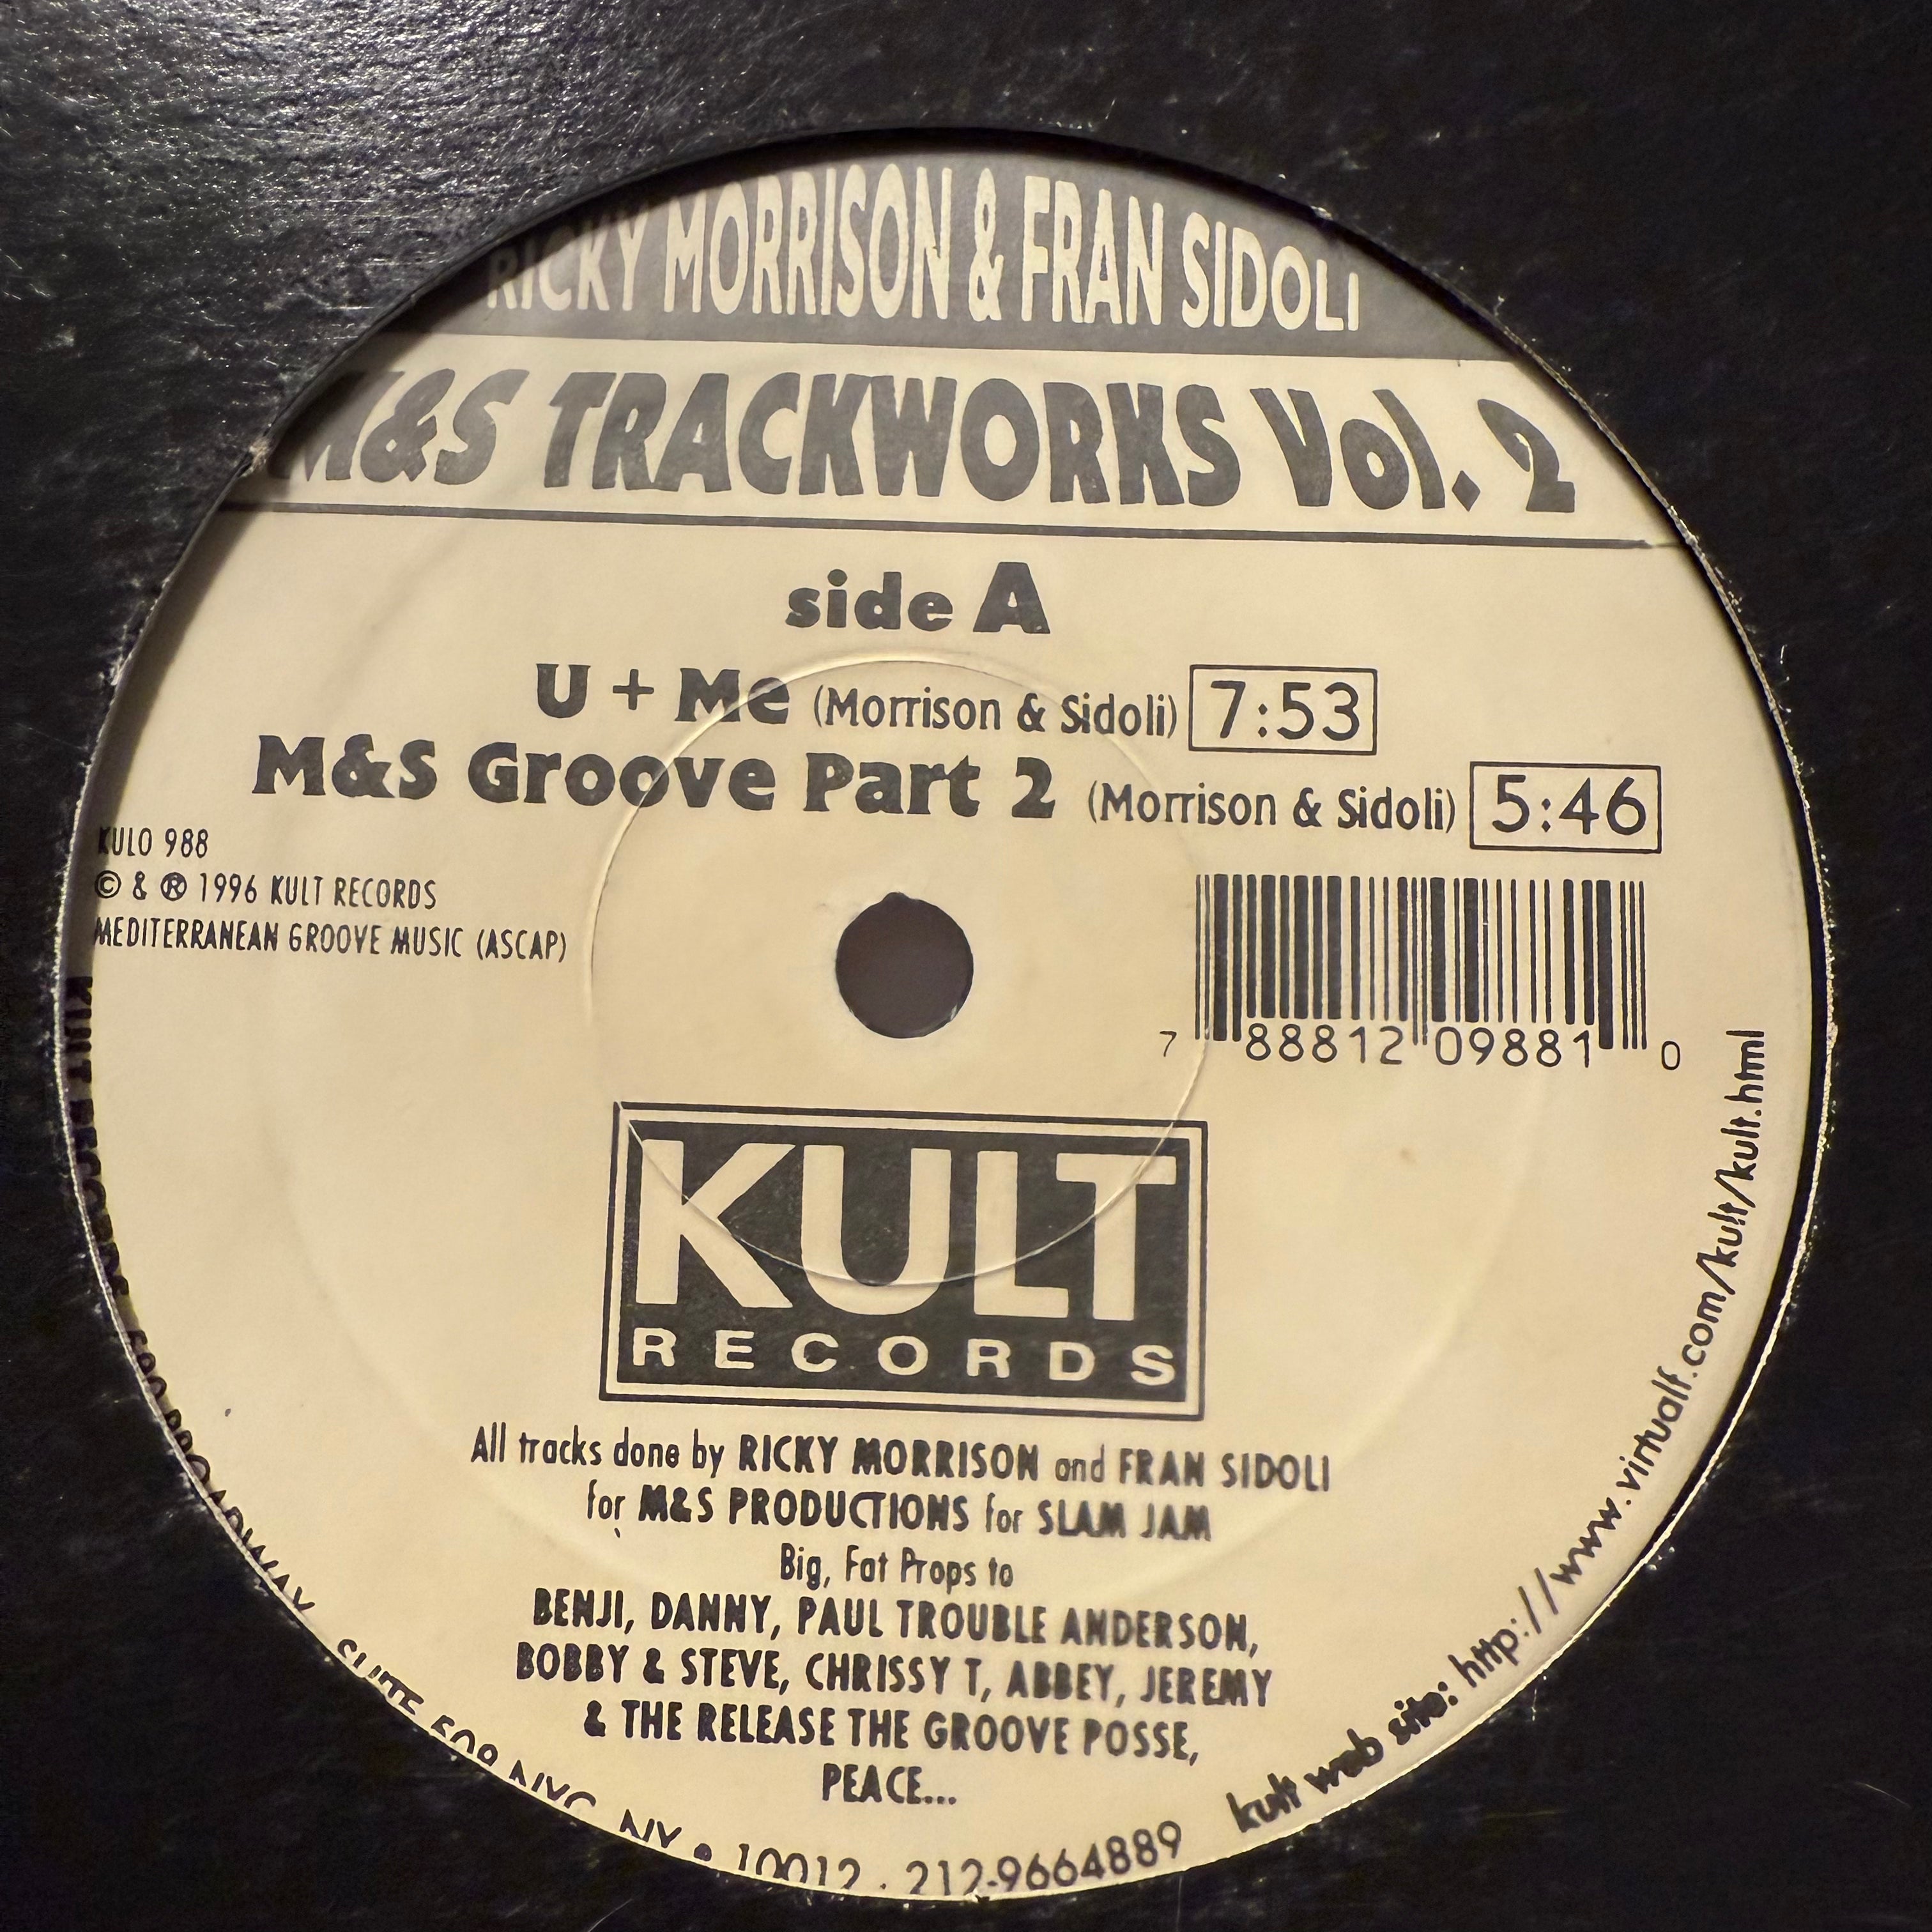 RICKY MORRISON & FRAN SIDOLI
M&S TRACKWORKS Vol. 2
side A
U + Me (Morrison & Sidoli) 7:53
M&S Groove Part 2 (Morrison & Sidoli) 5:46
KULO 988
© & ® 1996 KULT RECORDS
MEDITERRANEAN GROOVE MUSIC (ASCAP)
7 88812 09881 0
KULT
RECORDS
All tracks done by RICKY MORRISON and FRAN SIDOLI
for M&S PRODUCTIONS for SLAM JAM
Big, Fat Props to
BENJI, DANNY, PAUL TROUBLE ANDERSON,
BOBBY & STEVE, CHRISSY T, ABBEY, JEREMY
& THE RELEASE THE GROOVE POSSE,
PEACE...
KULT RECORDS BROADWAY SUITE NYC, NY • 10012 . 212-9664889
kult web site: http://www.virtualf.com/kult/kult.html